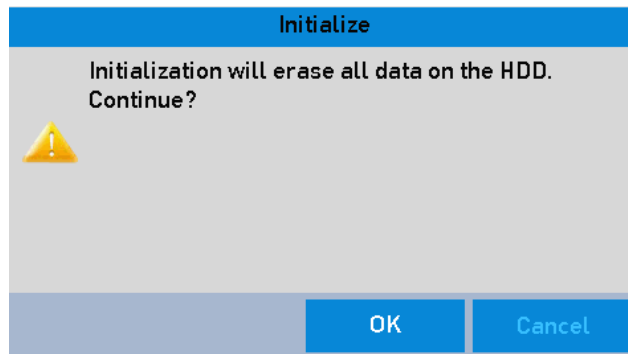 Initialize
Initialization will erase all data on the HDD.
Continue?
OK
Cancel